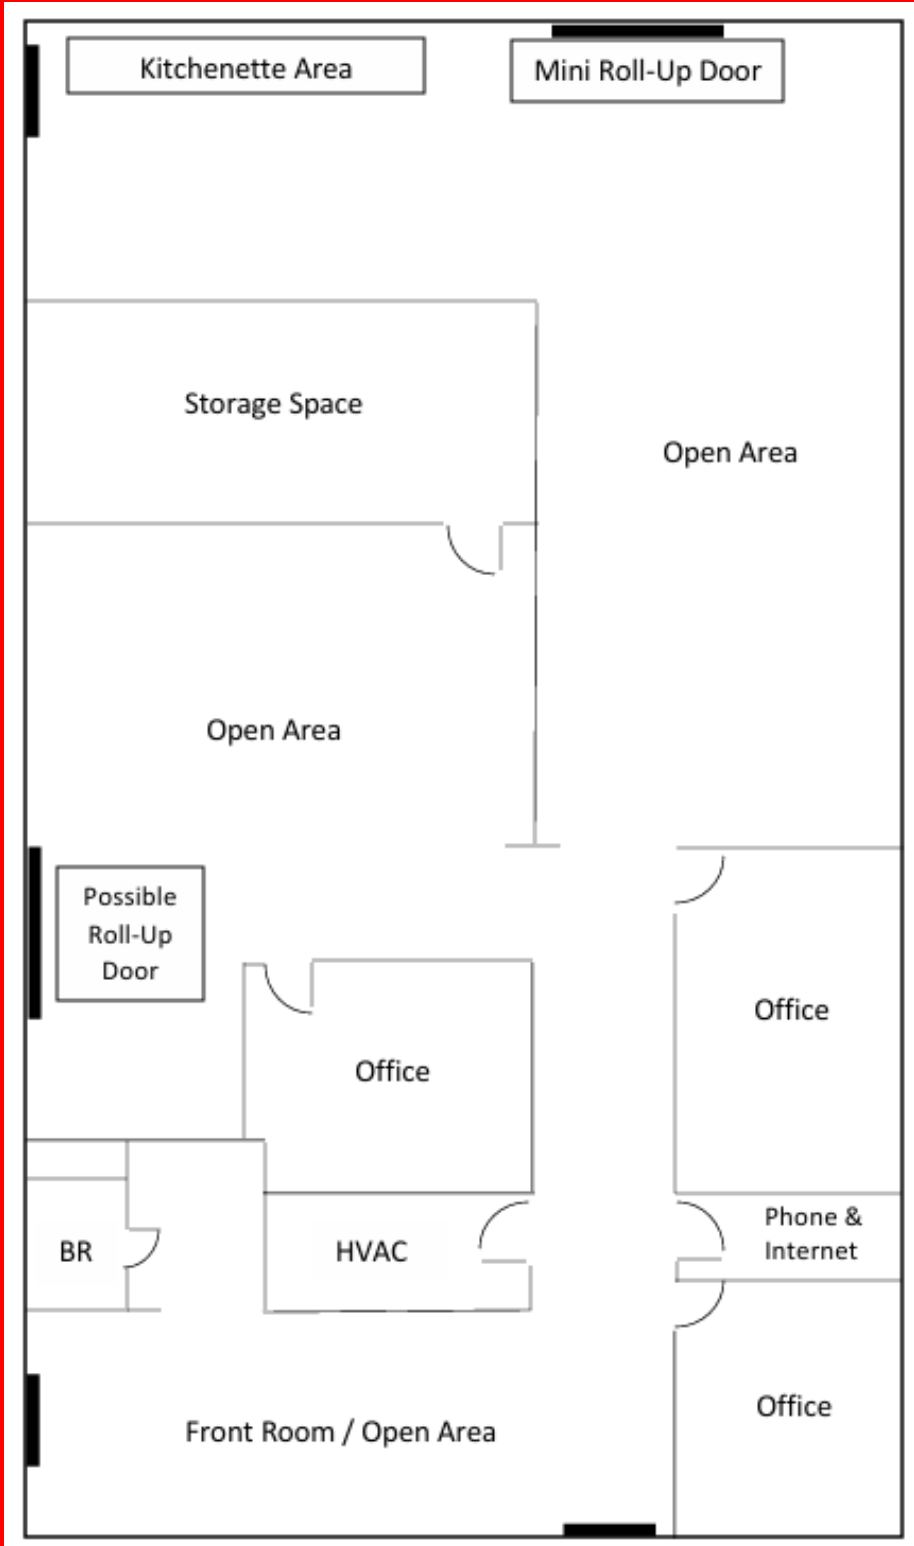 Kitchenette Area
Mini Roll-Up Door
Storage Space
Open Area
Open Area
Possible
Roll-Up
Door
Office
Office
Phone &
Internet
BR
HVAC
Office
Front Room / Open Area